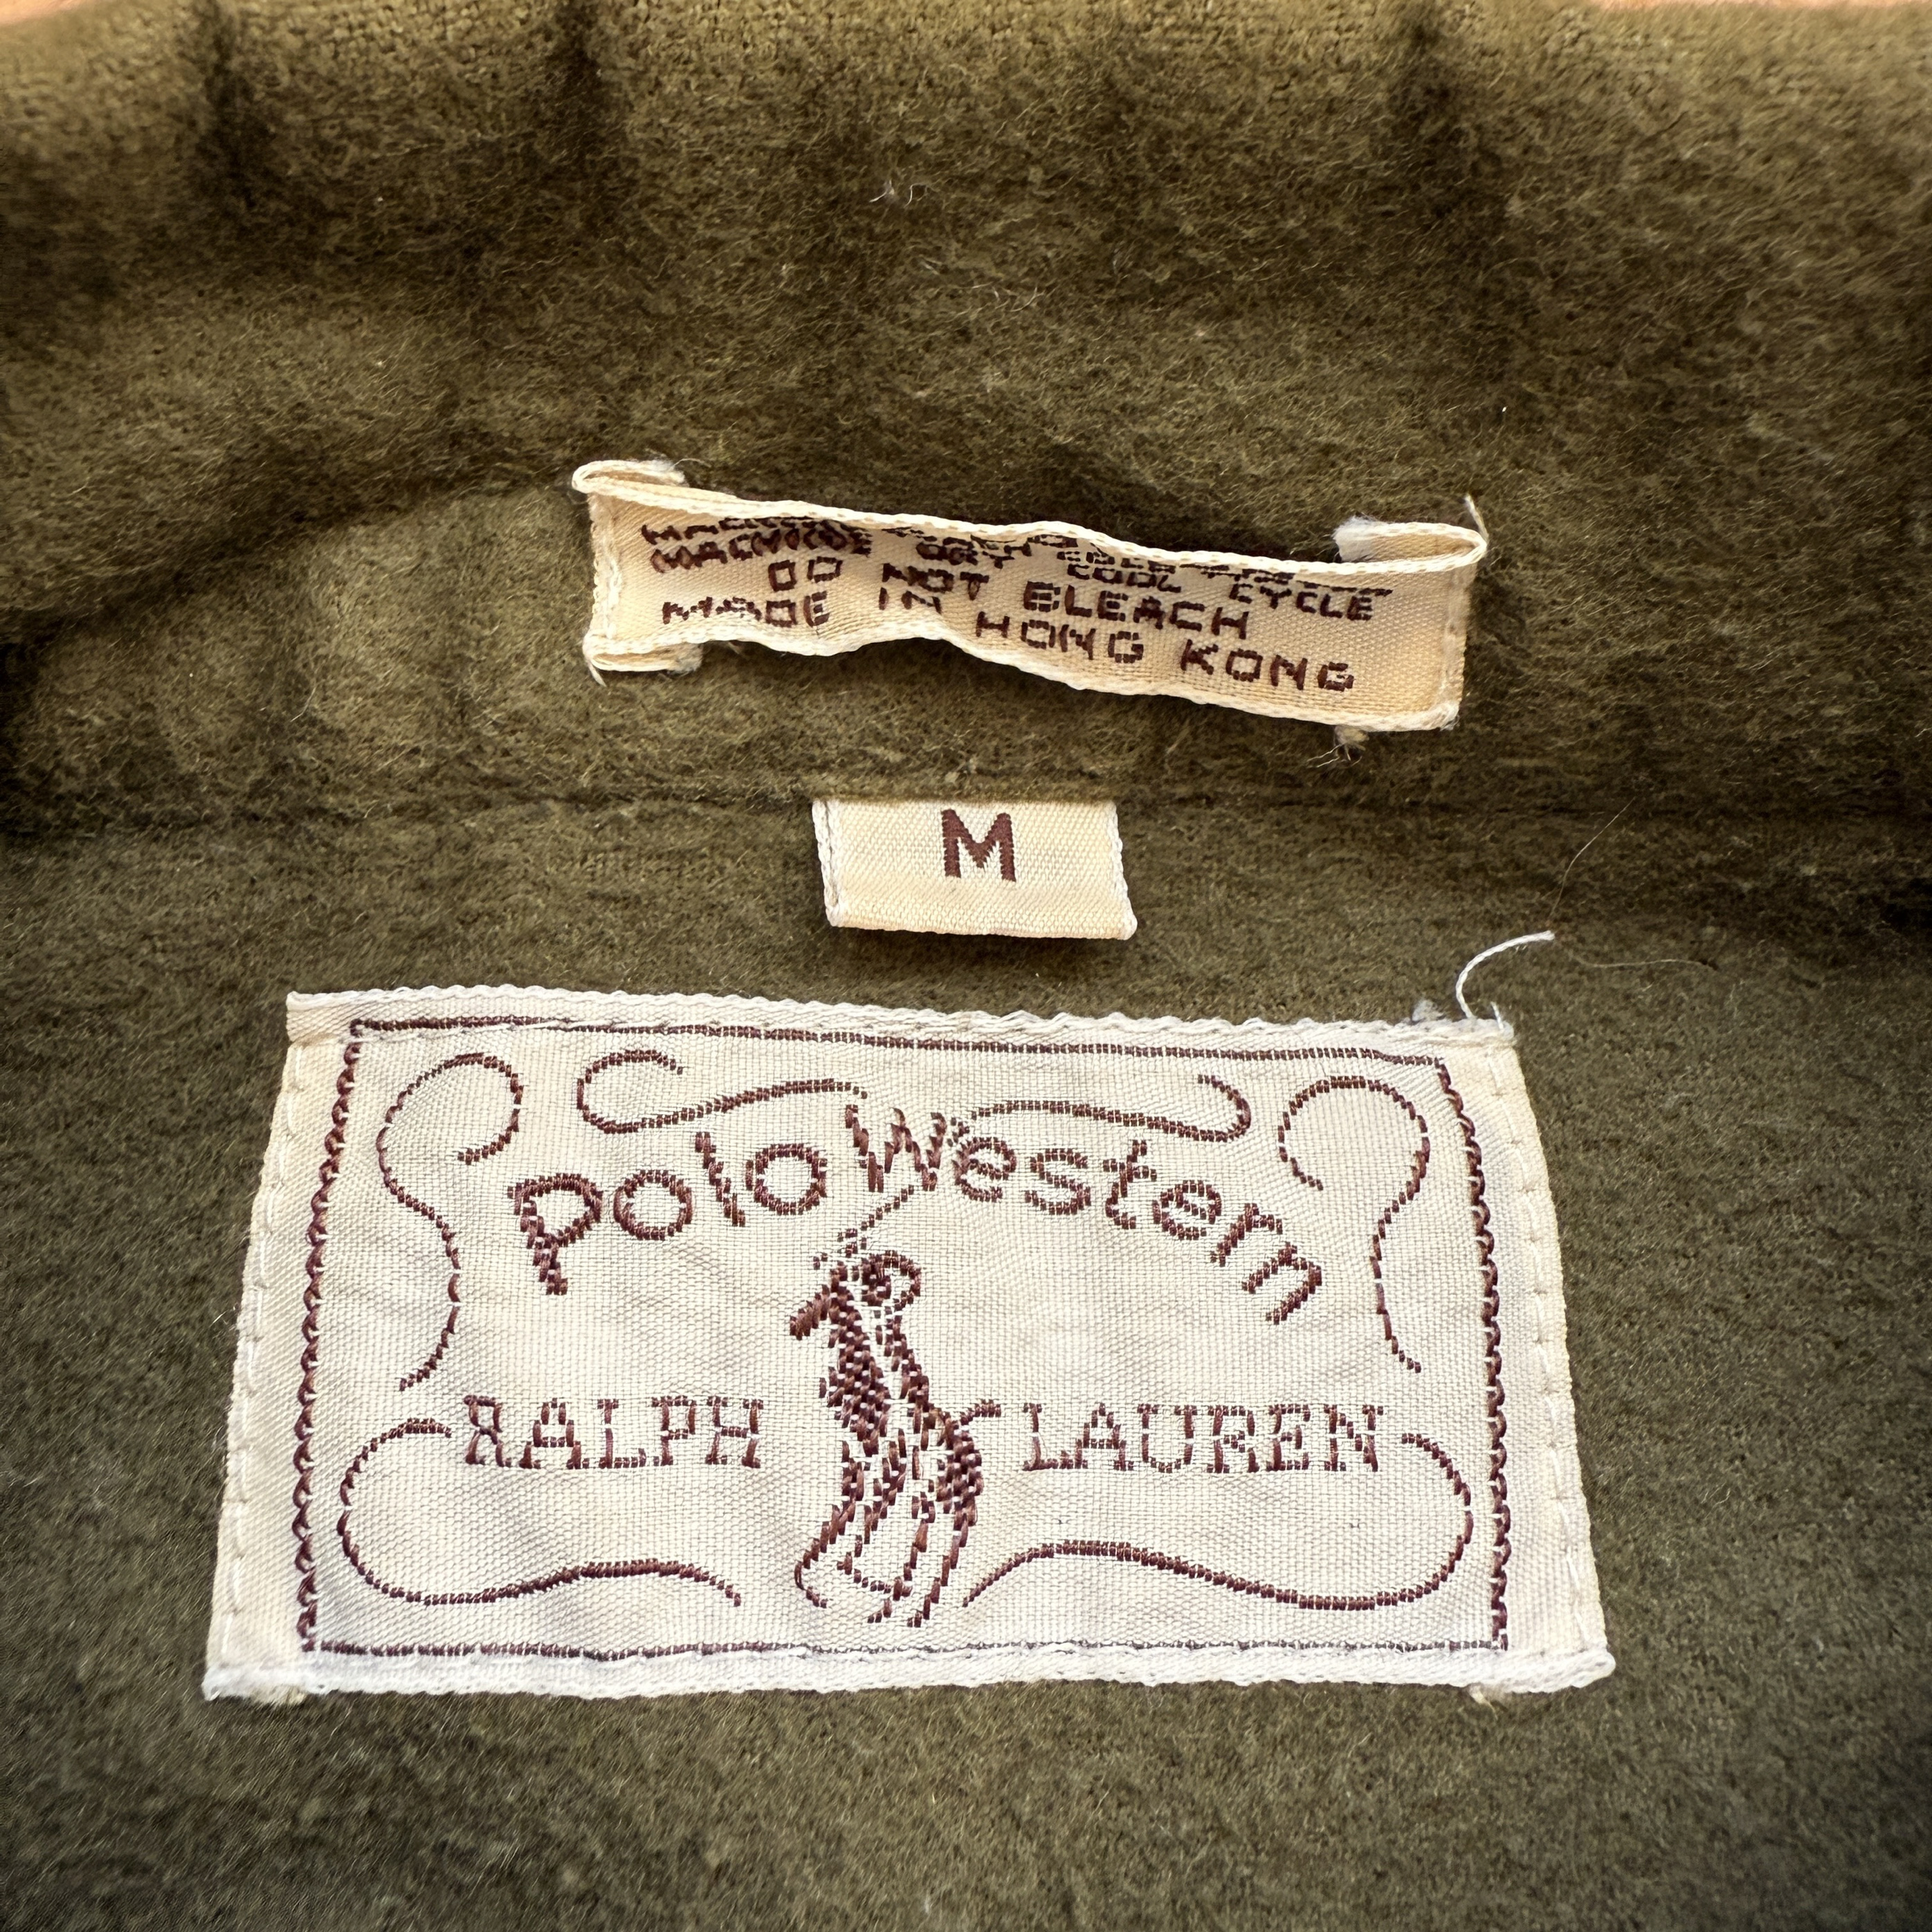 MACHINE DRY COOL CYCLE
DO NOT BLEACH
MADE IN HONG KONG
M
Polo Western
RALPH LAUREN